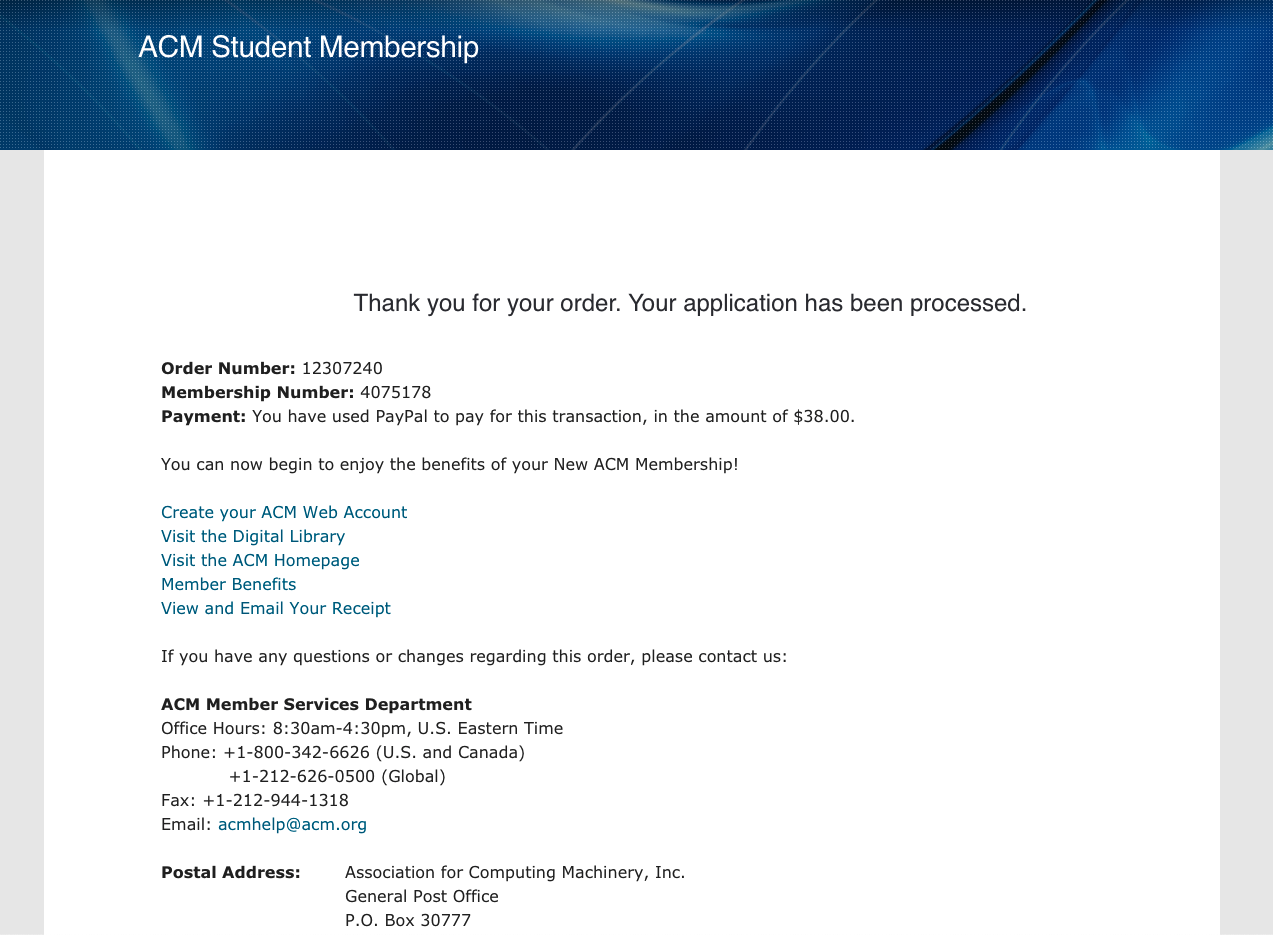 ACM Student Membership
Thank you for your order. Your application has been processed.
Order Number: 12307240
Membership Number: 4075178
Payment: You have used PayPal to pay for this transaction, in the amount of $38.00.
You can now begin to enjoy the benefits of your New ACM Membership!
Create your ACM Web Account
Visit the Digital Library
Visit the ACM Homepage
Member Benefits
View and Email Your Receipt
If you have any questions or changes regarding this order, please contact us:
ACM Member Services Department
Office Hours: 8:30am-4:30pm, U.S. Eastern Time
Phone: +1-800-342-6626 (U.S. and Canada)
+1-212-626-0500 (Global)
Fax: +1-212-944-1318
Email: acmhelp@acm.org
Postal Address: Association for Computing Machinery, Inc.
General Post Office
P.O. Box 30777